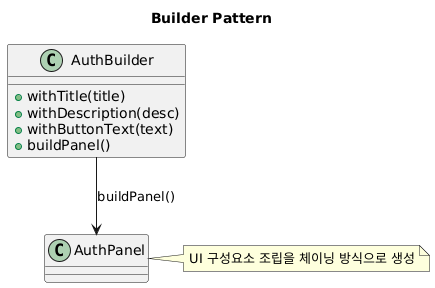 Builder Pattern
C AuthBuilder
withTitle(title)
withDescription(desc)
withButtonText(text)
buildPanel()
buildPanel()
C AuthPanel
UI 구성요소 조립을 체이닝 방식으로 생성